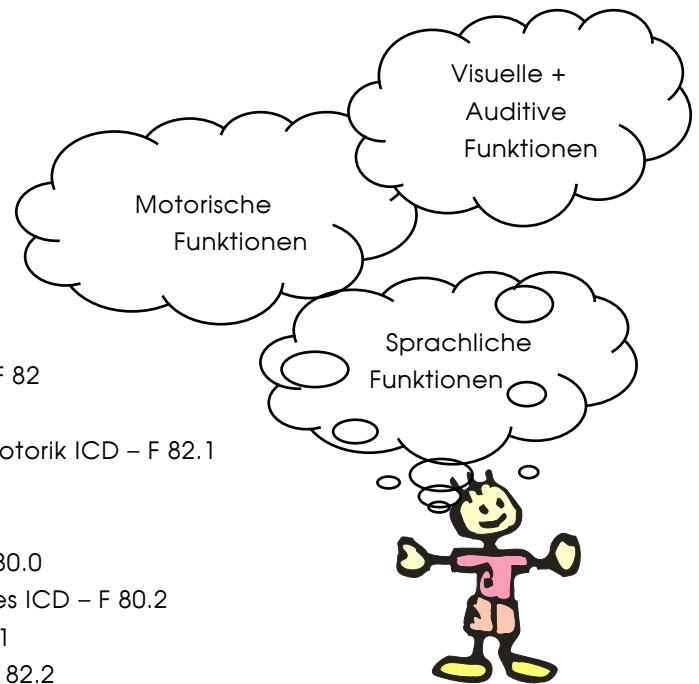 Visuelle +
Auditive
Funktionen
Motorische
Funktionen
Sprachliche
Funktionen
F 82
otorik ICD – F 82.1
80.0
es ICD – F 80.2
1
82.2